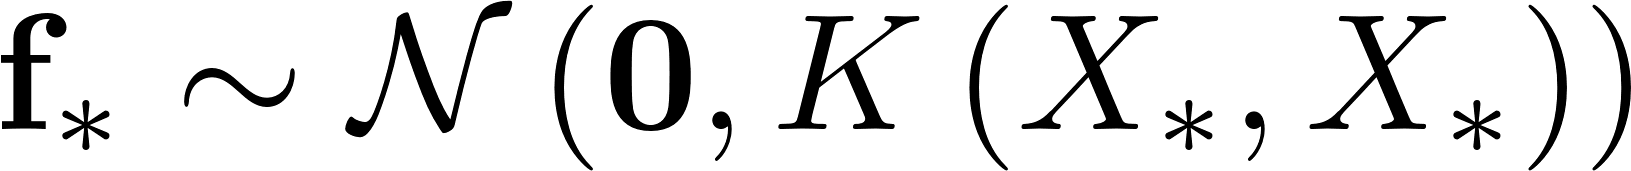 𝐟∗ ∼ 𝒩 (𝟎, K (X∗, X∗))